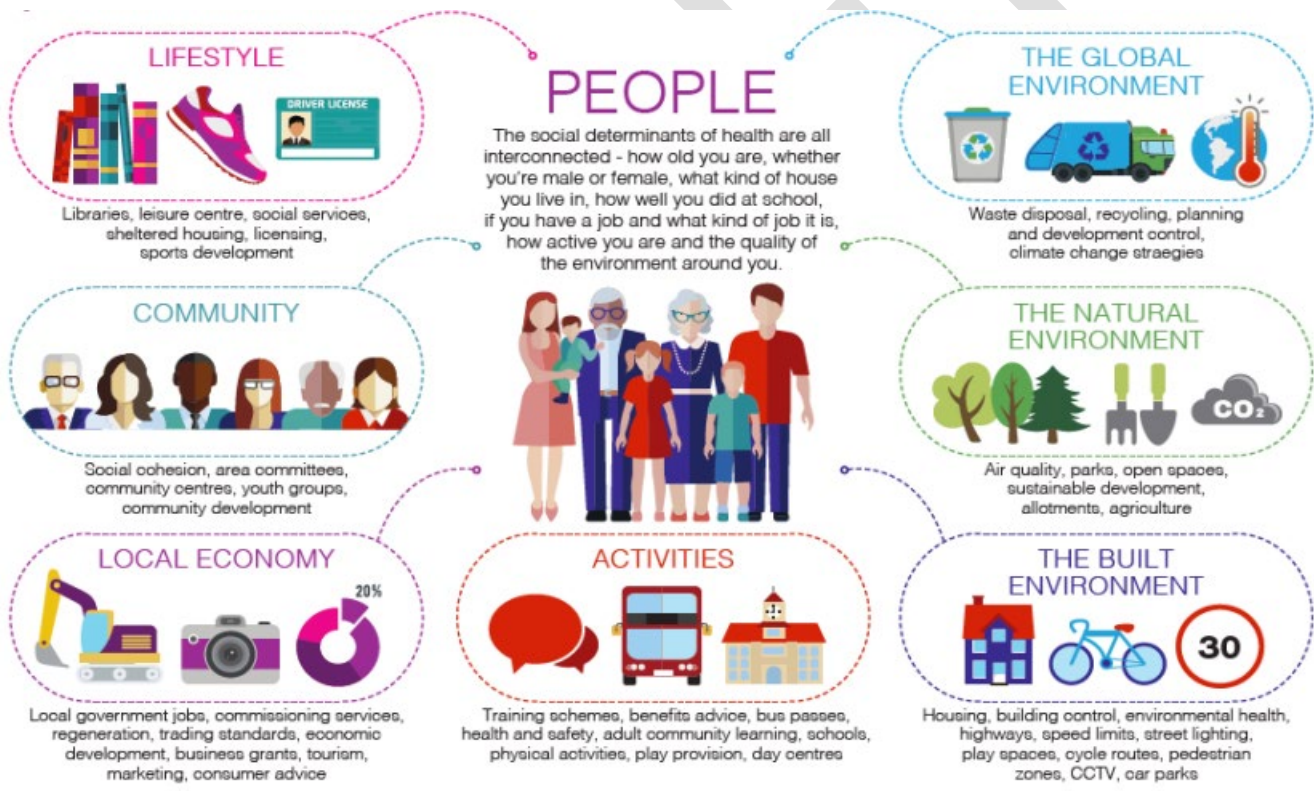 PEOPLE
The social determinants of health are all
interconnected - how old you are, whether
you're male or female, what kind of house
you live in, how well you did at school,
if you have a job and what kind of job it is,
how active you are and the quality of
the environment around you.
LIFESTYLE
DRIVER LICENSE
Libraries, leisure centre, social services,
sheltered housing, licensing,
sports development
COMMUNITY
Social cohesion, area committees,
community centres, youth groups,
community development
LOCAL ECONOMY
20%
Local government jobs, commissioning services,
regeneration, trading standards, economic
development, business grants, tourism,
marketing, consumer advice
ACTIVITIES
Training schemes, benefits advice, bus passes,
health and safety, adult community learning, schools,
physical activities, play provision, day centres
THE GLOBAL
ENVIRONMENT
Waste disposal, recycling, planning
and development control,
climate change straegies
THE NATURAL
ENVIRONMENT
CO₂
Air quality, parks, open spaces,
sustainable development,
allotments, agriculture
THE BUILT
ENVIRONMENT
30
Housing, building control, environmental health,
highways, speed limits, street lighting,
play spaces, cycle routes, pedestrian
zones, CCTV, car parks